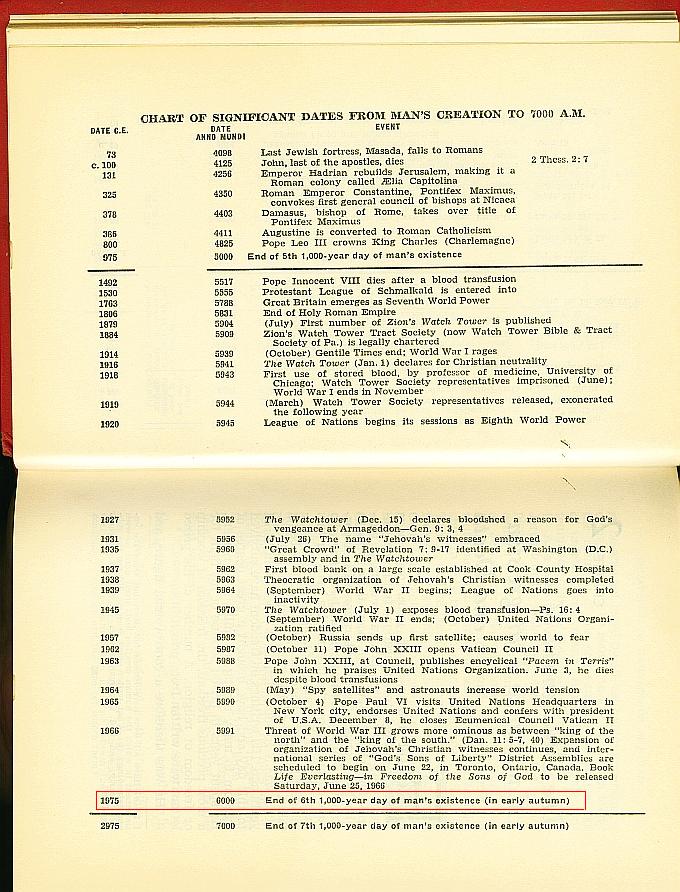 CHART OF SIGNIFICANT DATES FROM MAN'S CREATION TO 7000 A.M.
DATE C.E. DATE EVENT
ANNO MUNDI
73 4098 Last Jewish fortress, Masada, falls to Romans
c. 100 4125 John, last of the apostles, dies 2 Thess. 2: 7
131 4256 Emperor Hadrian rebuilds Jerusalem, making it a
Roman colony called Ælia Capitolina
325 4350 Roman Emperor Constantine, Pontifex Maximus,
convokes first general council of bishops at Nicaea
378 4403 Damasus, bishop of Rome, takes over title of
Pontifex Maximus
386 4411 Augustine is converted to Roman Catholicism
800 4825 Pope Leo III crowns King Charles (Charlemagne)
975 5000 End of 5th 1,000-year day of man's existence
1492 5517 Pope Innocent VIII dies after a blood transfusion
1530 5555 Protestant League of Schmalkald is entered into
1763 5788 Great Britain emerges as Seventh World Power
1806 5831 End of Holy Roman Empire
1879 5904 (July) First number of Zion's Watch Tower is published
1884 5909 Zion's Watch Tower Tract Society (now Watch Tower Bible & Tract
Society of Pa.) is legally chartered
1914 5939 (October) Gentile Times end; World War I rages
1916 5941 The Watch Tower (Jan. 1) declares for Christian neutrality
1918 5943 First use of stored blood, by professor of medicine, University of
Chicago; Watch Tower Society representatives imprisoned (June);
World War I ends in November
1919 5944 (March) Watch Tower Society representatives released, exonerated
the following year
1920 5945 League of Nations begins its sessions as Eighth World Power
1927 5952 The Watchtower (Dec. 15) declares bloodshed a reason for God's
vengeance at Armageddon—Gen. 9: 3, 4
1931 5956 (July 26) The name "Jehovah's witnesses" embraced
1935 5960 "Great Crowd" of Revelation 7: 9-17 identified at Washington (D.C.)
assembly and in The Watchtower
1937 5962 First blood bank on a large scale established at Cook County Hospital
1938 5963 Theocratic organization of Jehovah's Christian witnesses completed
1939 5964 (September) World War II begins; League of Nations goes into
inactivity
1945 5970 The Watchtower (July 1) exposes blood transfusion—Ps. 16: 4
(September) World War II ends; (October) United Nations Organi-
zation ratified
1957 5982 (October) Russia sends up first satellite; causes world to fear
1962 5987 (October 11) Pope John XXIII opens Vatican Council II
1963 5988 Pope John XXIII, at Council, publishes encyclical "Pacem in Terris"
in which he praises United Nations Organization. June 3, he dies
despite blood transfusions
1964 5989 (May) "Spy satellites" and astronauts increase world tension
1965 5990 (October 4) Pope Paul VI visits United Nations Headquarters in
New York city, endorses United Nations and confers with president
of U.S.A. December 8, he closes Ecumenical Council Vatican II
1966 5991 Threat of World War III grows more ominous as between "king of the
north" and the "king of the south." (Dan. 11: 5-7, 40) Expansion of
organization of Jehovah's Christian witnesses continues, and inter-
national series of "God's Sons of Liberty" District Assemblies are
scheduled to begin on June 22, in Toronto, Ontario, Canada. Book
Life Everlasting—in Freedom of the Sons of God to be released
Saturday, June 25, 1966
1975 6000 End of 6th 1,000-year day of man's existence (in early autumn)
2975 7000 End of 7th 1,000-year day of man's existence (in early autumn)